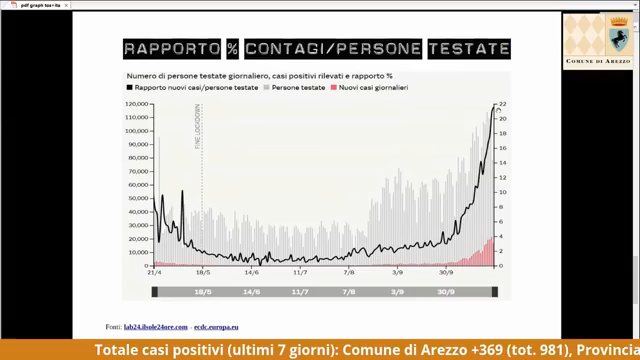 pdf graph tos+ita
RAPPORTO % CONTAGI/PERSONE TESTATE
COMUNE DI AREZZO
Numero di persone testate giornaliero, casi positivi rilevati e rapporto %
Rapporto nuovi casi/persone testate Persone testate Nuovi casi giornalieri
120,000 22
110,000 20
100,000 18
90,000 16
80,000 14
70,000 12
60,000 10
50,000 8
40,000 6
30,000 4
20,000 2
10,000 0
0
FINE LOCKDOWN
21/4 18/5 14/6 11/7 7/8 3/9 30/9
18/5 14/6 11/7 7/8 3/9 30/9
Fonti: lab24.ilsole24ore.com - ecdc.europa.eu
Totale casi positivi (ultimi 7 giorni): Comune di Arezzo +369 (tot. 981), Provincia